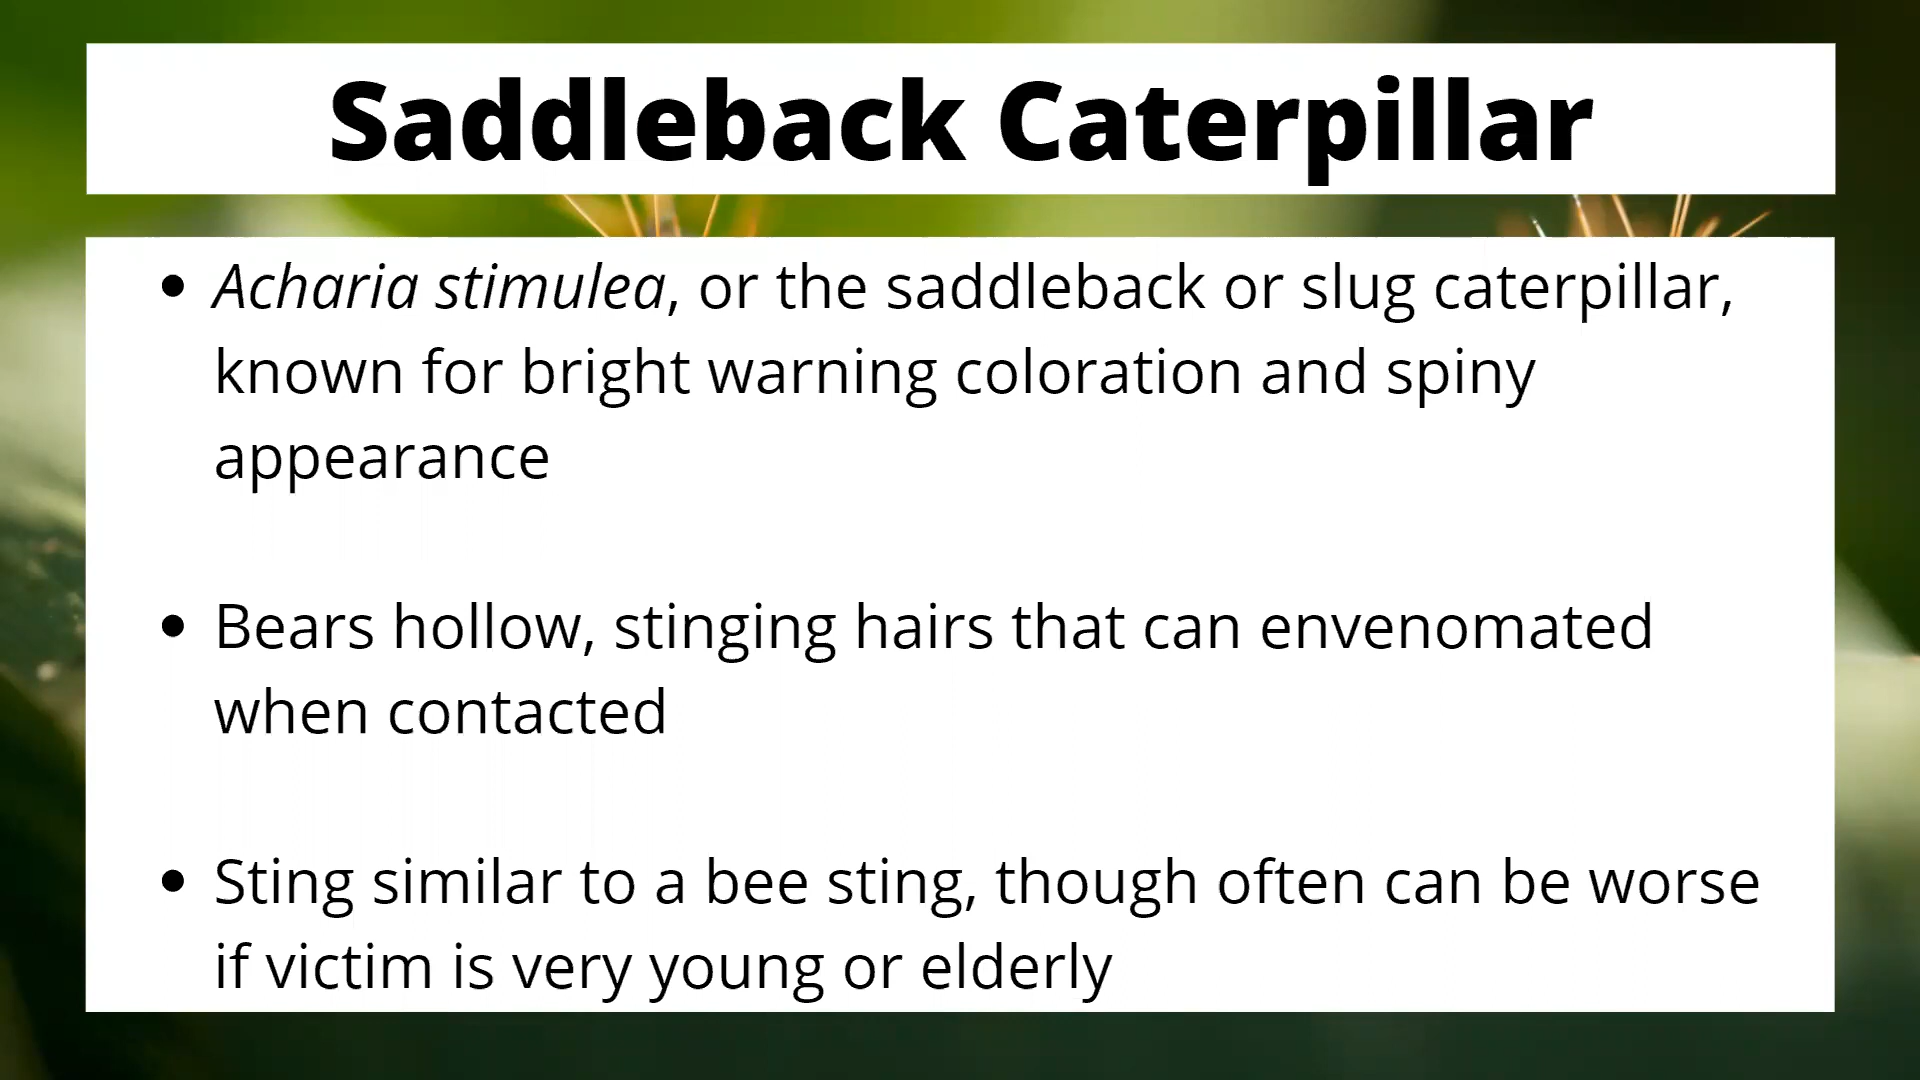 Saddleback Caterpillar
• Acharia stimulea, or the saddleback or slug caterpillar,
known for bright warning coloration and spiny
appearance
• Bears hollow, stinging hairs that can envenomated
when contacted
• Sting similar to a bee sting, though often can be worse
if victim is very young or elderly